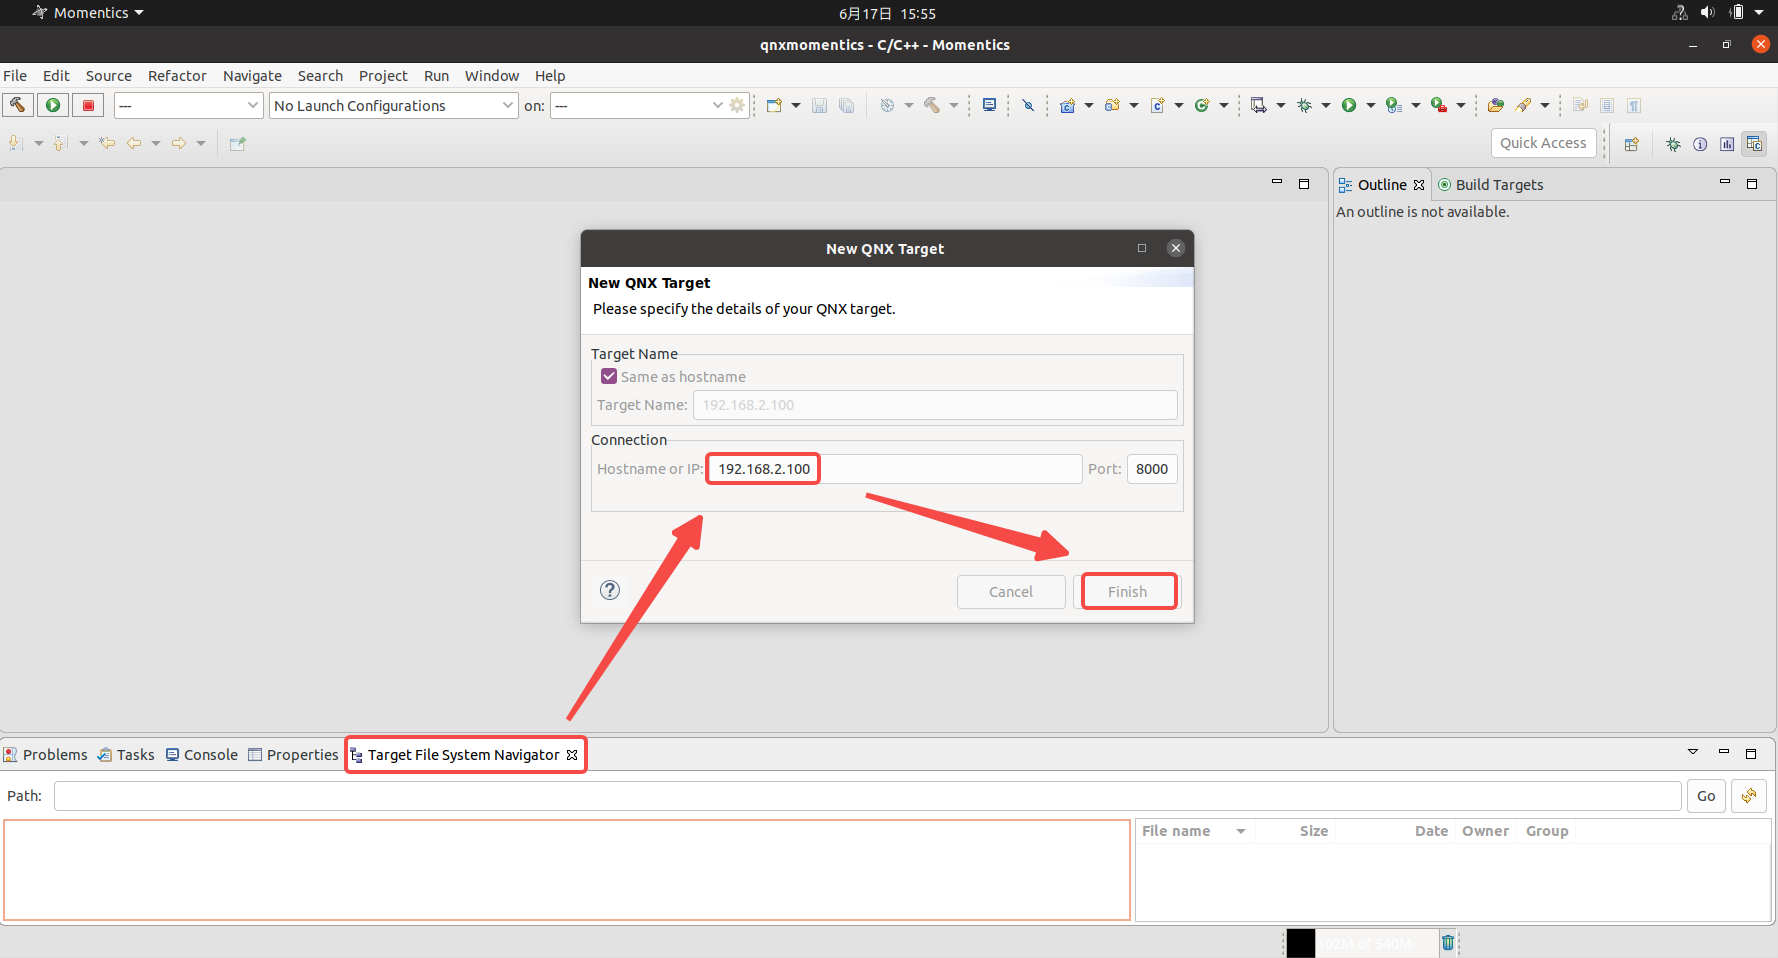 Momentics
6月17日 15:55
qnxmomentics - C/C++ - Momentics
File Edit Source Refactor Navigate Search Project Run Window Help
---
No Launch Configurations
on:
---
Quick Access
Outline
Build Targets
An outline is not available.
New QNX Target
New QNX Target
Please specify the details of your QNX target.
Target Name
Same as hostname
Target Name: 192.168.2.100
Connection
Hostname or IP: 192.168.2.100 Port: 8000
Cancel Finish
Problems Tasks Console Properties Target File System Navigator
Path: Go
File name Size Date Owner Group
102M of 540M